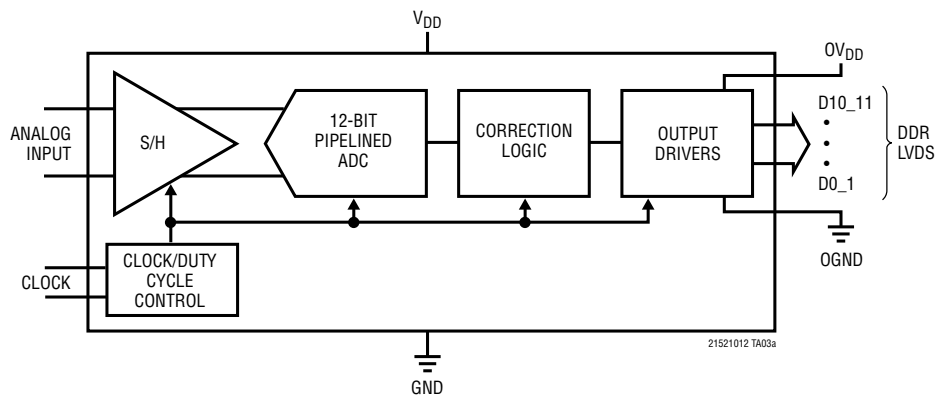 VDD
OVDD
D10_11
D0_1
DDR
LVDS
ANALOG
INPUT
S/H
12-BIT
PIPELINED
ADC
CORRECTION
LOGIC
OUTPUT
DRIVERS
OGND
CLOCK
CLOCK/DUTY
CYCLE
CONTROL
GND
21521012 TA03a